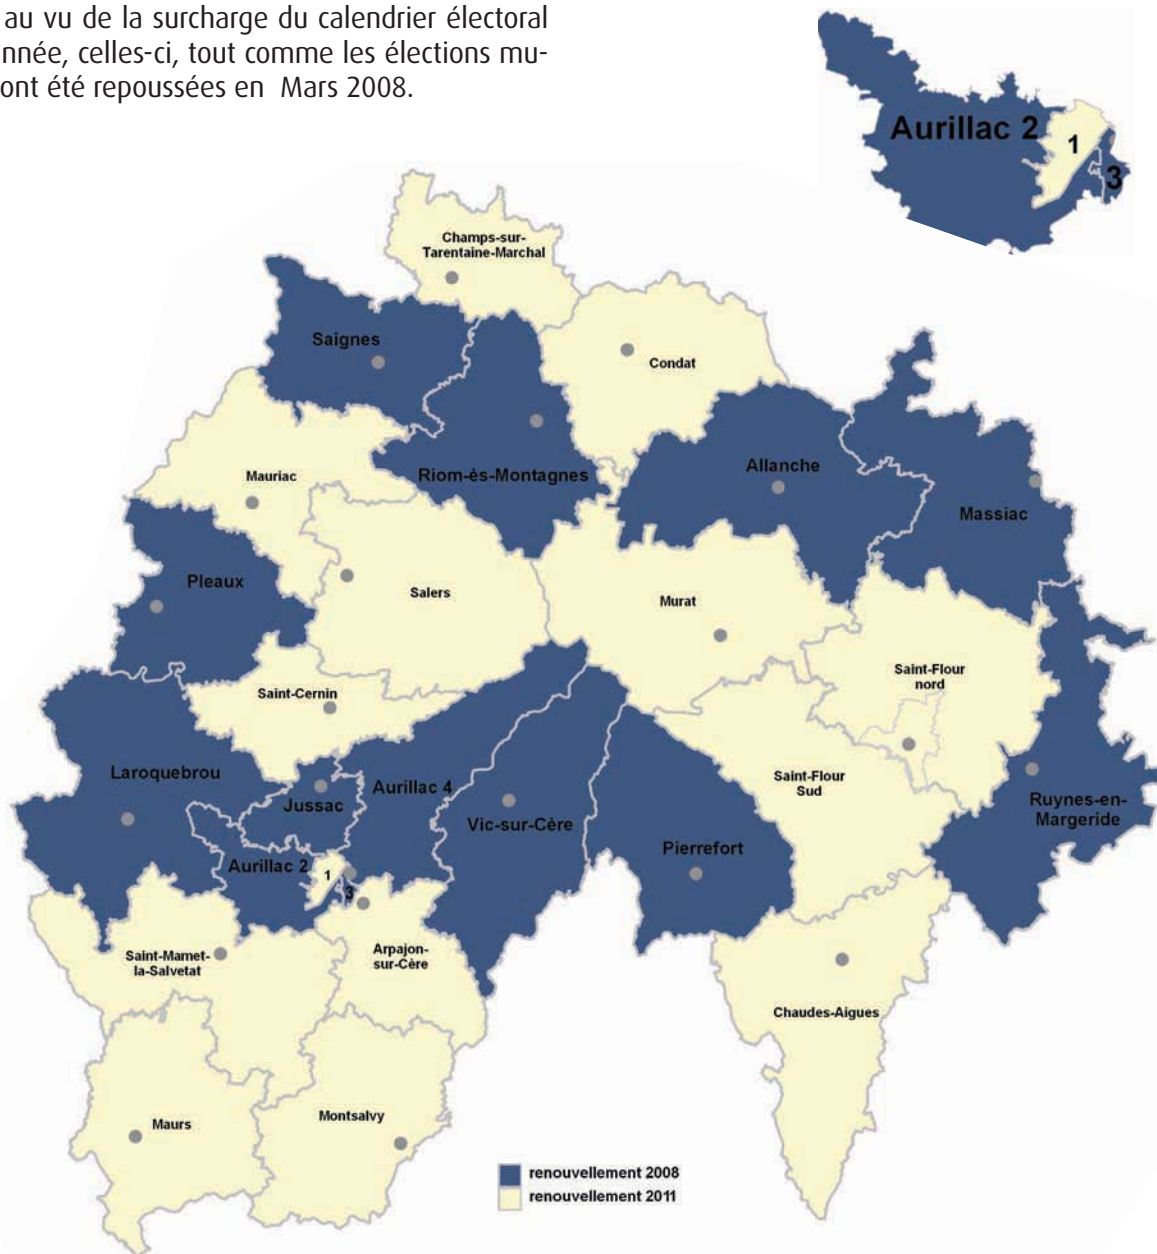 au vu de la surcharge du calendrier électoral
nnée, celles-ci, tout comme les élections mu-
ont été repoussées en Mars 2008.
Aurillac 2
1
3
Champs-sur-
Tarentaine-Marchal
Saignes
Condat
Riom-ès-Montagnes
Allanche
Mauriac
Massiac
Pleaux
Salers
Murat
Saint-Flour
nord
Saint-Cernin
Laroquebrou
Jussac
Aurillac 4
Vic-sur-Cère
Saint-Flour
Sud
Ruynes-en-
Margeride
Pierrefort
Aurillac 2
1
3
Saint-Mamet-
la-Salvetat
Arpajon-
sur-Cère
Chaudes-Aigues
Maurs
Montsalvy
renouvellement 2008
renouvellement 2011